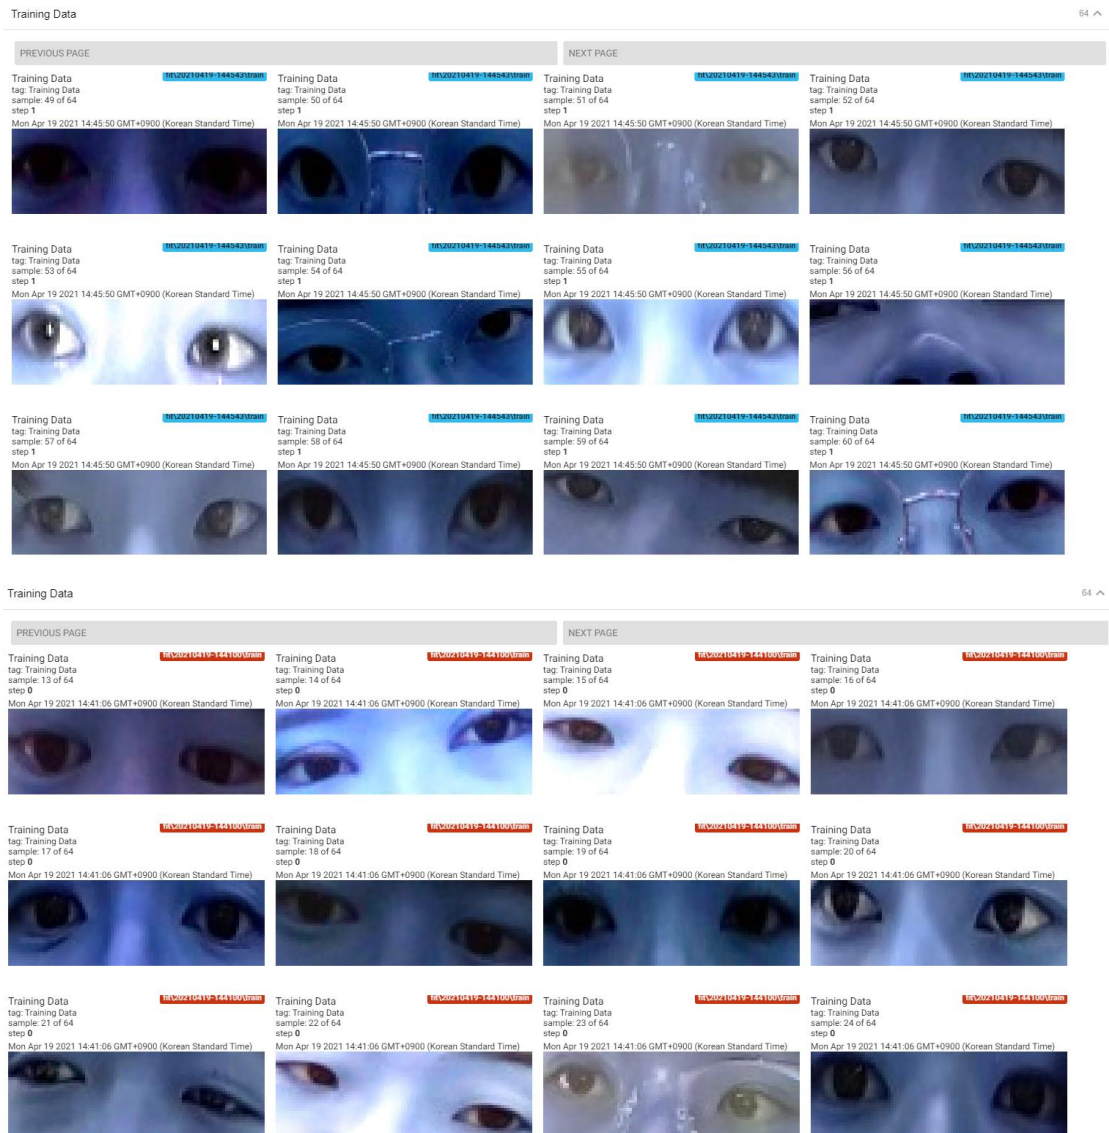 Training Data 64
PREVIOUS PAGE NEXT PAGE
Training Data fit\20210419-144543\train Training Data fit\20210419-144543\train Training Data fit\20210419-144543\train Training Data fit\20210419-144543\train
tag: Training Data tag: Training Data tag: Training Data tag: Training Data
sample: 49 of 64 sample: 50 of 64 sample: 51 of 64 sample: 52 of 64
step 1 step 1 step 1 step 1
Mon Apr 19 2021 14:45:50 GMT+0900 (Korean Standard Time) Mon Apr 19 2021 14:45:50 GMT+0900 (Korean Standard Time) Mon Apr 19 2021 14:45:50 GMT+0900 (Korean Standard Time) Mon Apr 19 2021 14:45:50 GMT+0900 (Korean Standard Time)
Training Data fit\20210419-144543\train Training Data fit\20210419-144543\train Training Data fit\20210419-144543\train Training Data fit\20210419-144543\train
tag: Training Data tag: Training Data tag: Training Data tag: Training Data
sample: 53 of 64 sample: 54 of 64 sample: 55 of 64 sample: 56 of 64
step 1 step 1 step 1 step 1
Mon Apr 19 2021 14:45:50 GMT+0900 (Korean Standard Time) Mon Apr 19 2021 14:45:50 GMT+0900 (Korean Standard Time) Mon Apr 19 2021 14:45:50 GMT+0900 (Korean Standard Time) Mon Apr 19 2021 14:45:50 GMT+0900 (Korean Standard Time)
Training Data fit\20210419-144543\train Training Data fit\20210419-144543\train Training Data fit\20210419-144543\train Training Data fit\20210419-144543\train
tag: Training Data tag: Training Data tag: Training Data tag: Training Data
sample: 57 of 64 sample: 58 of 64 sample: 59 of 64 sample: 60 of 64
step 1 step 1 step 1 step 1
Mon Apr 19 2021 14:45:50 GMT+0900 (Korean Standard Time) Mon Apr 19 2021 14:45:50 GMT+0900 (Korean Standard Time) Mon Apr 19 2021 14:45:50 GMT+0900 (Korean Standard Time) Mon Apr 19 2021 14:45:50 GMT+0900 (Korean Standard Time)
Training Data 64
PREVIOUS PAGE NEXT PAGE
Training Data fit\20210419-144100\train Training Data fit\20210419-144100\train Training Data fit\20210419-144100\train Training Data fit\20210419-144100\train
tag: Training Data tag: Training Data tag: Training Data tag: Training Data
sample: 13 of 64 sample: 14 of 64 sample: 15 of 64 sample: 16 of 64
step 0 step 0 step 0 step 0
Mon Apr 19 2021 14:41:06 GMT+0900 (Korean Standard Time) Mon Apr 19 2021 14:41:06 GMT+0900 (Korean Standard Time) Mon Apr 19 2021 14:41:06 GMT+0900 (Korean Standard Time) Mon Apr 19 2021 14:41:06 GMT+0900 (Korean Standard Time)
Training Data fit\20210419-144100\train Training Data fit\20210419-144100\train Training Data fit\20210419-144100\train Training Data fit\20210419-144100\train
tag: Training Data tag: Training Data tag: Training Data tag: Training Data
sample: 17 of 64 sample: 18 of 64 sample: 19 of 64 sample: 20 of 64
step 0 step 0 step 0 step 0
Mon Apr 19 2021 14:41:06 GMT+0900 (Korean Standard Time) Mon Apr 19 2021 14:41:06 GMT+0900 (Korean Standard Time) Mon Apr 19 2021 14:41:06 GMT+0900 (Korean Standard Time) Mon Apr 19 2021 14:41:06 GMT+0900 (Korean Standard Time)
Training Data fit\20210419-144100\train Training Data fit\20210419-144100\train Training Data fit\20210419-144100\train Training Data fit\20210419-144100\train
tag: Training Data tag: Training Data tag: Training Data tag: Training Data
sample: 21 of 64 sample: 22 of 64 sample: 23 of 64 sample: 24 of 64
step 0 step 0 step 0 step 0
Mon Apr 19 2021 14:41:06 GMT+0900 (Korean Standard Time) Mon Apr 19 2021 14:41:06 GMT+0900 (Korean Standard Time) Mon Apr 19 2021 14:41:06 GMT+0900 (Korean Standard Time) Mon Apr 19 2021 14:41:06 GMT+0900 (Korean Standard Time)